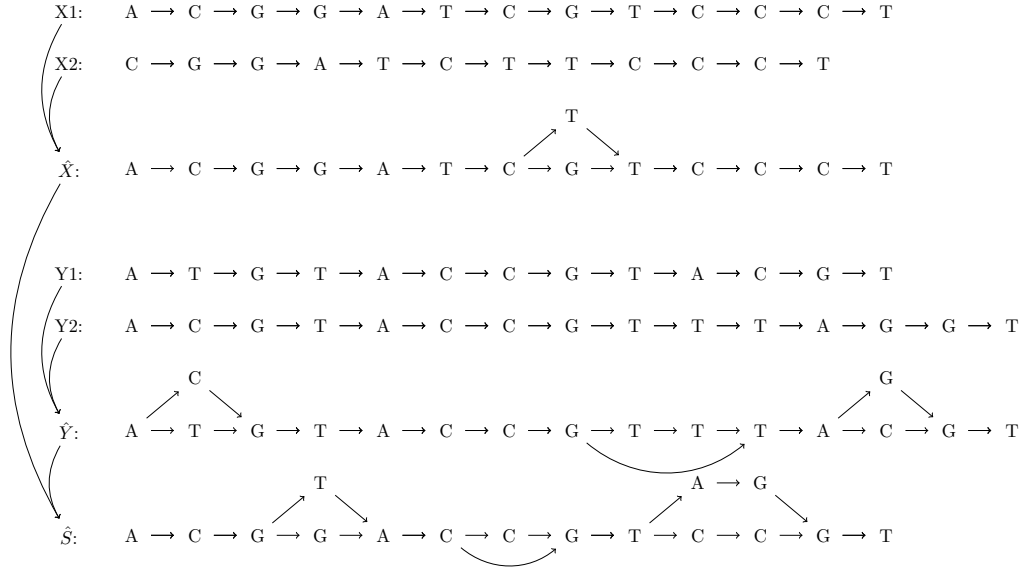 X1: A → C → G → G → A → T → C → G → T → C → C → C → T
X2: C → G → G → A → T → C → T → T → C → C → C → T
T
X̂: A → C → G → G → A → T → C → G → T → C → C → C → T
Y1: A → T → G → T → A → C → C → G → T → A → C → G → T
Y2: A → C → G → T → A → C → C → G → T → T → T → A → G → G → T
C G
Ŷ: A → T → G → T → A → C → C → G → T → T → T → A → C → G → T
T A → G
Ŝ: A → C → G → G → A → C → C → G → T → C → C → G → T